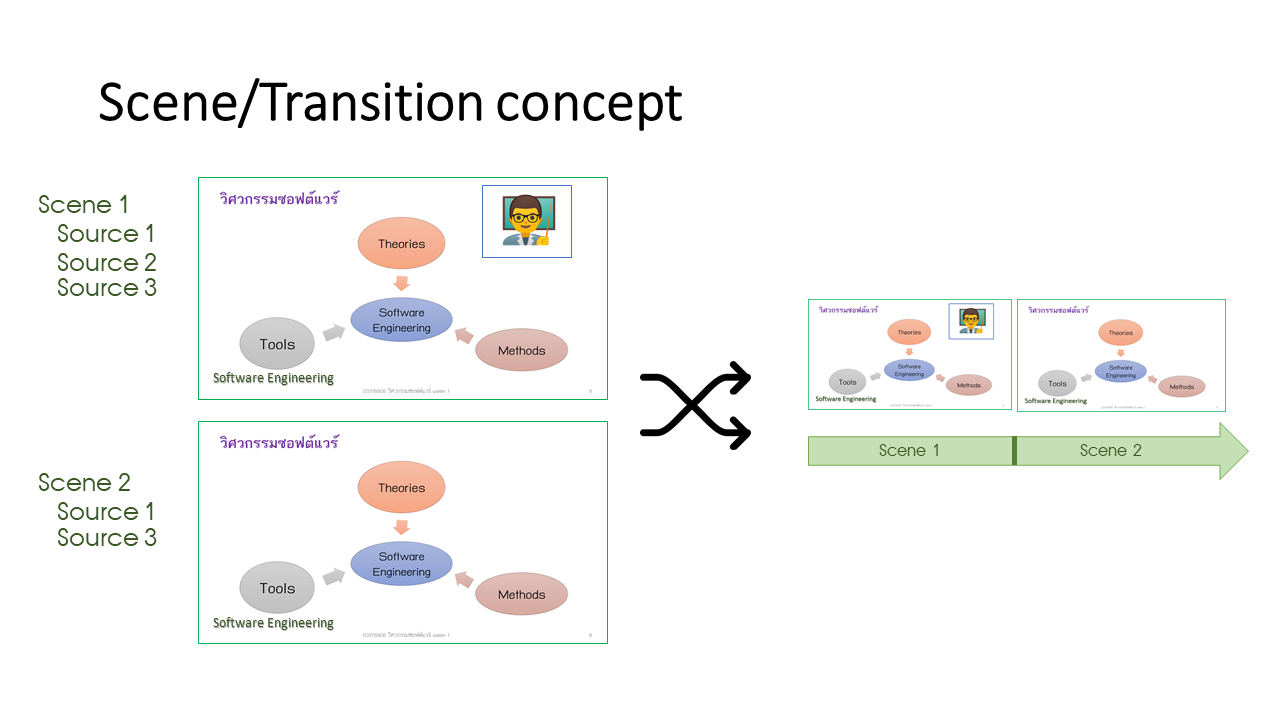 Scene/Transition concept
Scene 1
Source 1
Source 2
Source 3
วิศวกรรมซอฟต์แวร์
Theories
Software
Engineering
Tools
Methods
Software Engineering
03376808 วิศวกรรมซอฟต์แวร์ week 1
Scene 2
Source 1
Source 3
วิศวกรรมซอฟต์แวร์
Theories
Software
Engineering
Tools
Methods
Software Engineering
03376808 วิศวกรรมซอฟต์แวร์ week 1
วิศวกรรมซอฟต์แวร์
Theories
Software
Engineering
Tools
Methods
Software Engineering
วิศวกรรมซอฟต์แวร์
Theories
Software
Engineering
Tools
Methods
Software Engineering
Scene 1
Scene 2